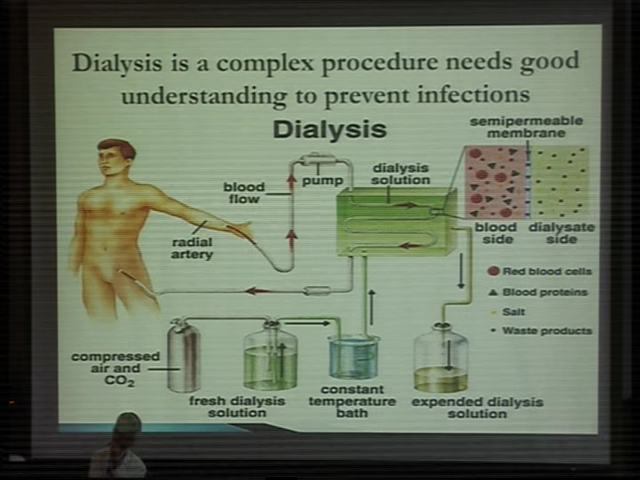 Dialysis is a complex procedure needs good
understanding to prevent infections
Dialysis
semipermeable
membrane
blood
flow
pump
dialysis
solution
radial
artery
blood
side
dialysate
side
Red blood cells
Blood proteins
Salt
Waste products
compressed
air and
CO2
fresh dialysis
solution
constant
temperature
bath
expended dialysis
solution